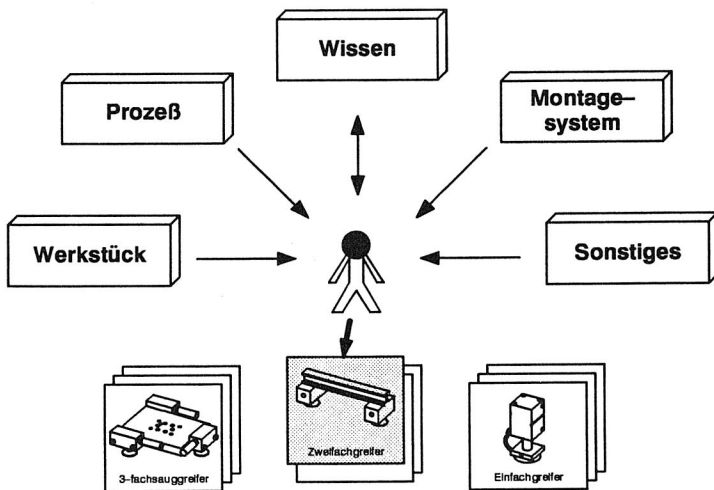 Wissen
Prozeß
Montage–
system
Werkstück
Sonstiges
3–fachsauggreifer
Zweifachgreifer
Einfachgreifer